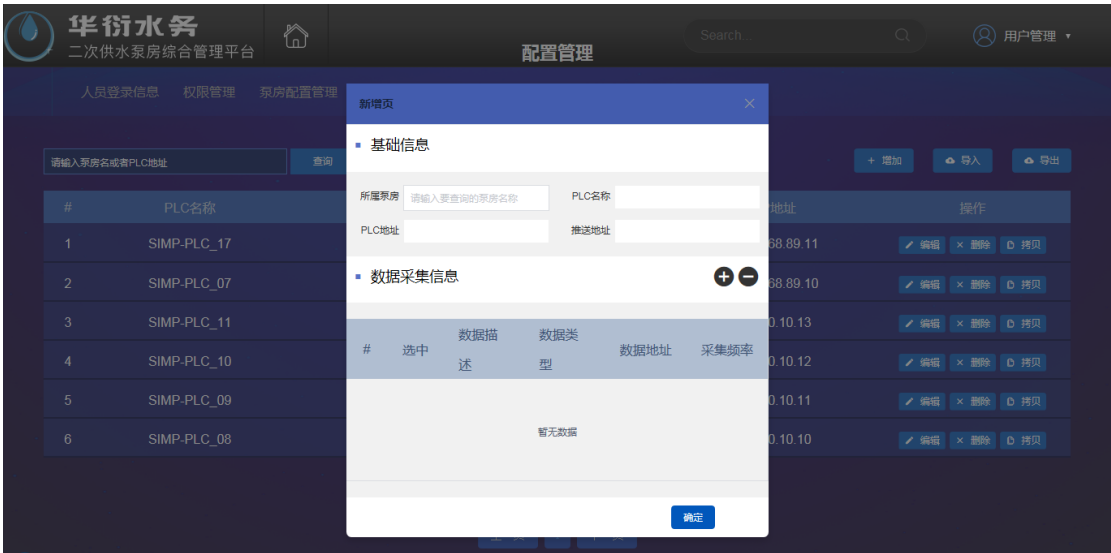 华衍水务
二次供水泵房综合管理平台
配置管理
Search...
用户管理
人员登录信息 权限管理 泵房配置管理
新增页
基础信息
请输入泵房名或者PLC地址 查询
+ 增加 导入 导出
所属泵房 请输入要查询的泵房名称 PLC名称
PLC地址 推送地址
# PLC名称 地址 操作
1 SIMP-PLC_17 68.89.11 编辑 × 删除 拷贝
数据采集信息
2 SIMP-PLC_07 68.89.10 编辑 × 删除 拷贝
3 SIMP-PLC_11 0.10.13 编辑 × 删除 拷贝
# 选中 数据描述 数据类型 数据地址 采集频率
4 SIMP-PLC_10 0.10.12 编辑 × 删除 拷贝
5 SIMP-PLC_09 0.10.11 编辑 × 删除 拷贝
暂无数据
6 SIMP-PLC_08 0.10.10 编辑 × 删除 拷贝
确定